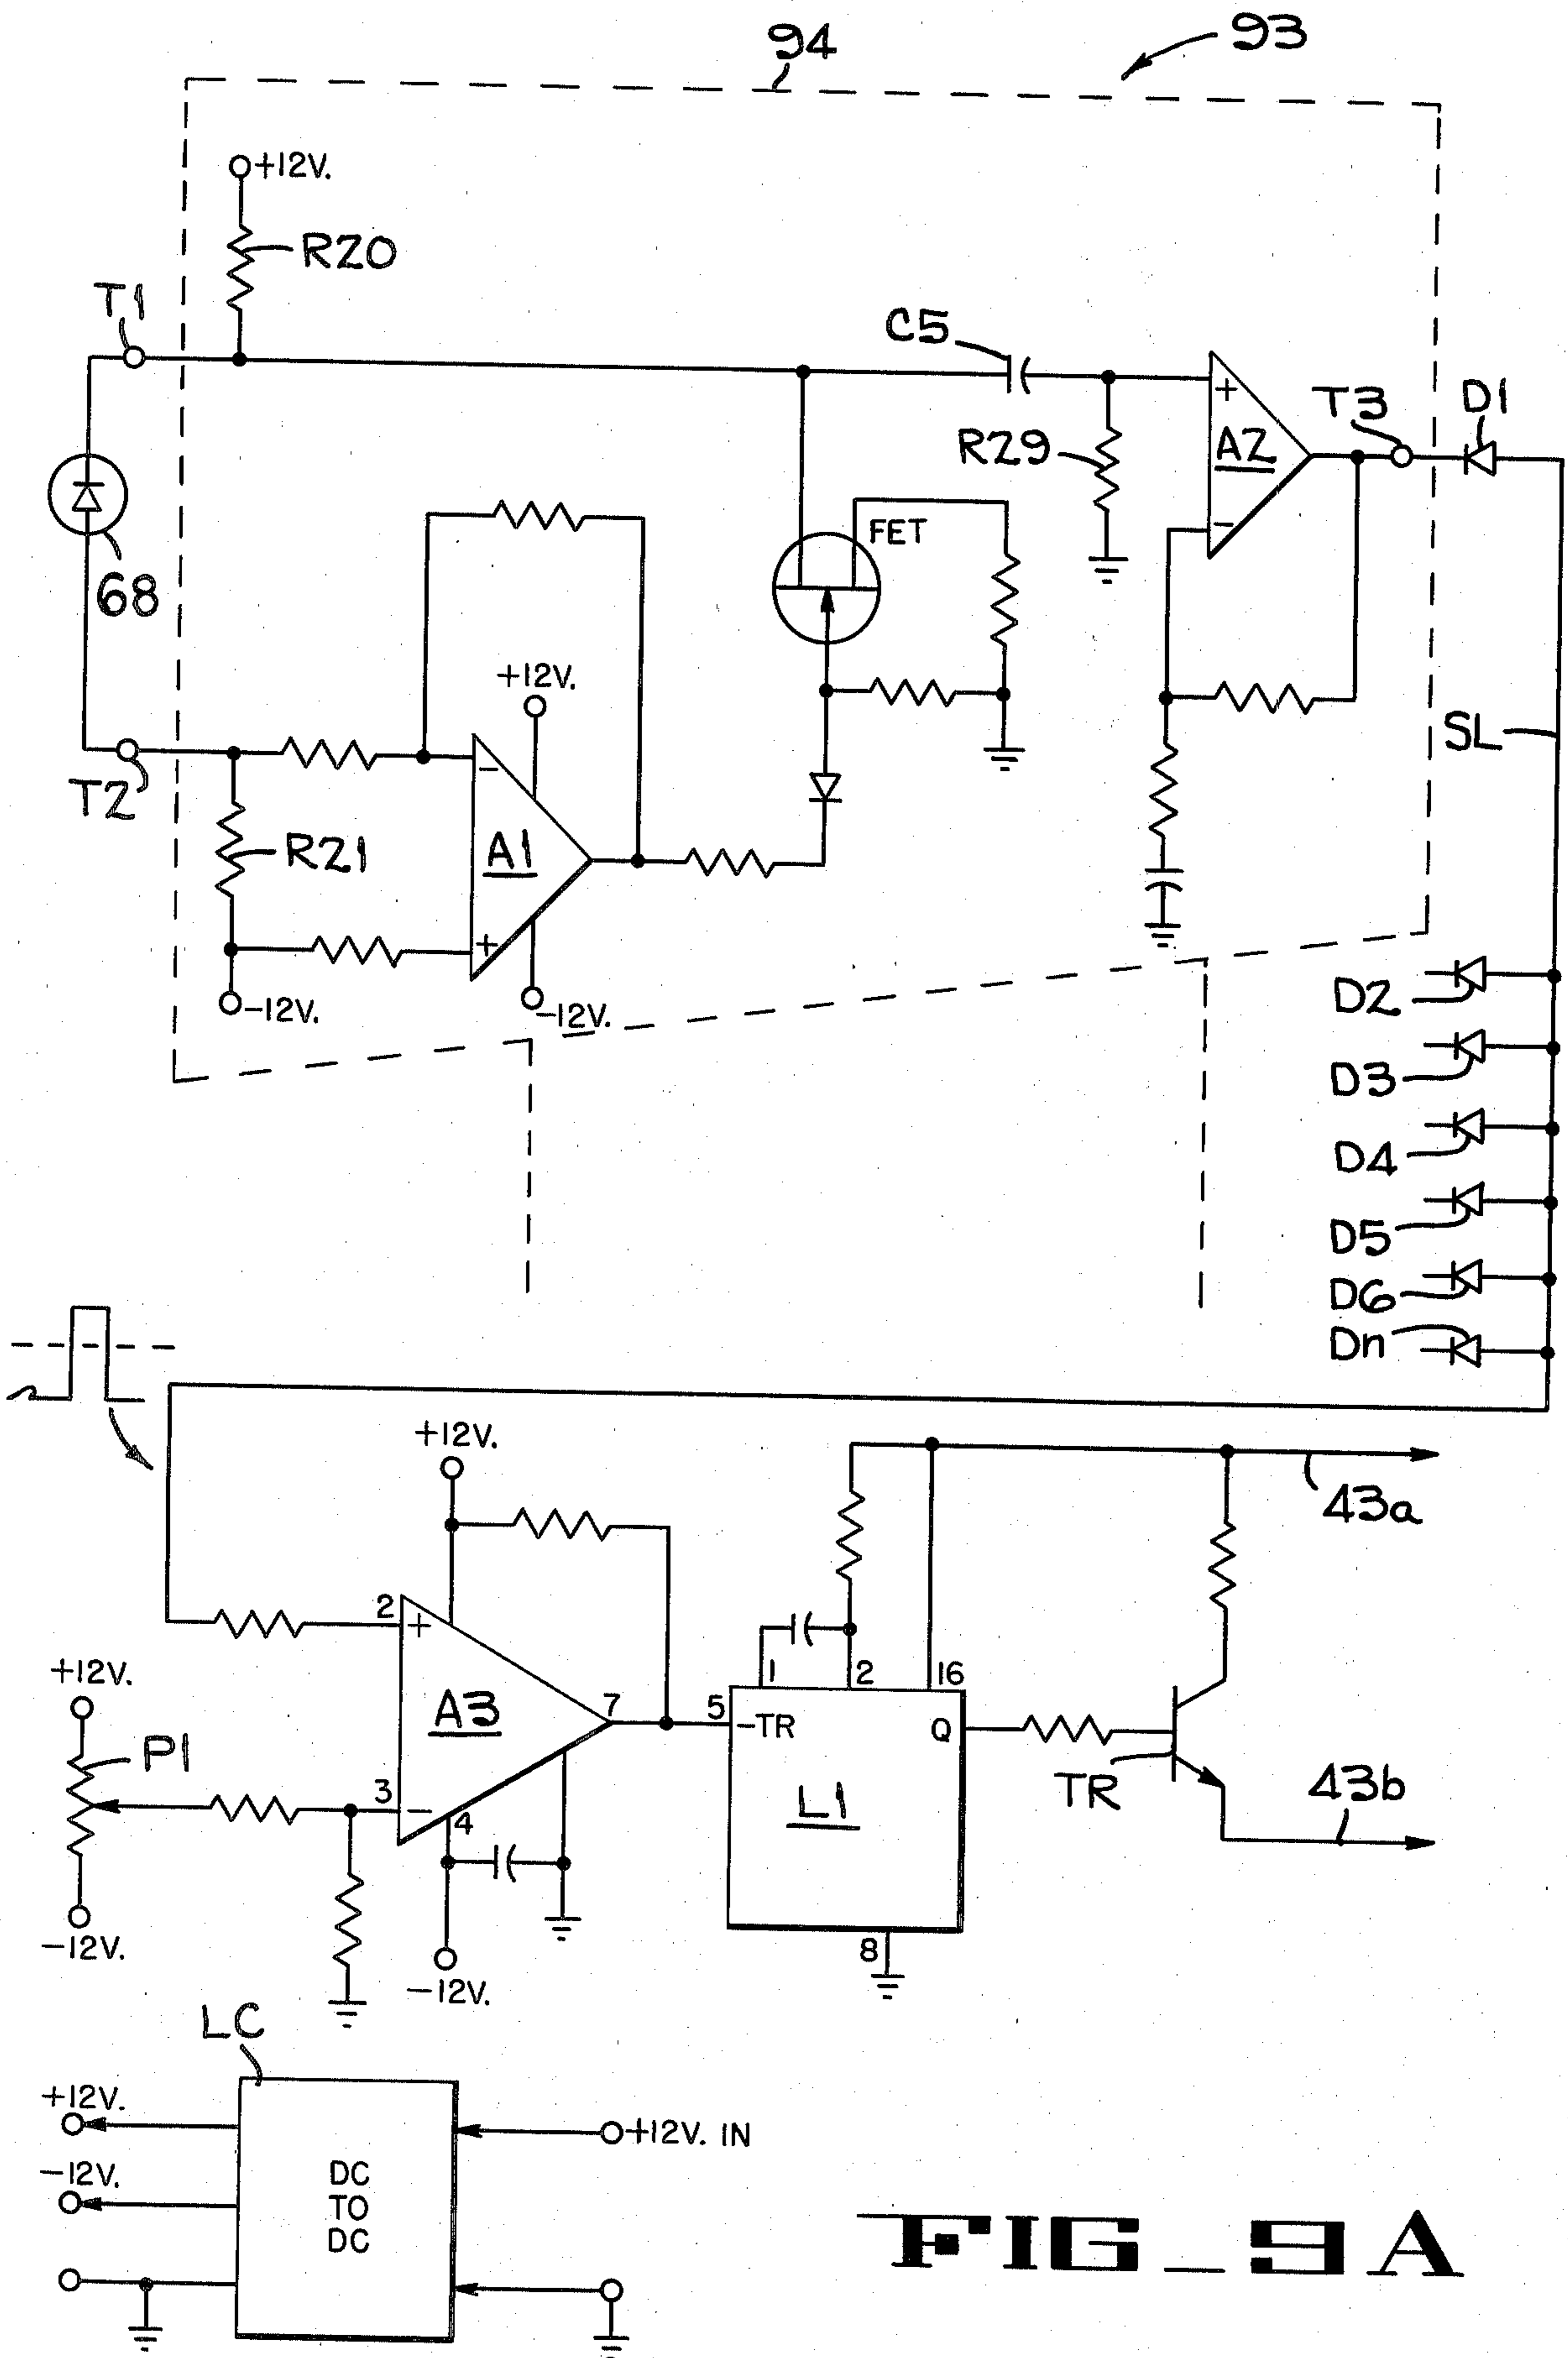 93
94
+12V.
R20
T1
C5
T3
D1
+
A2
R29
FET
−
68
+12V.
SL
T2
−
R21
A1
+
−12V.
−12V.
D2
D3
D4
D5
D6
Dn
+12V.
43a
2
+
1
2
16
+12V.
A3
7
5
−TR
Q
P1
TR
43b
3
−
4
L1
−12V.
8
−12V.
LC
+12V.
+12V. IN
−12V.
DC
TO
DC
FIG_9A